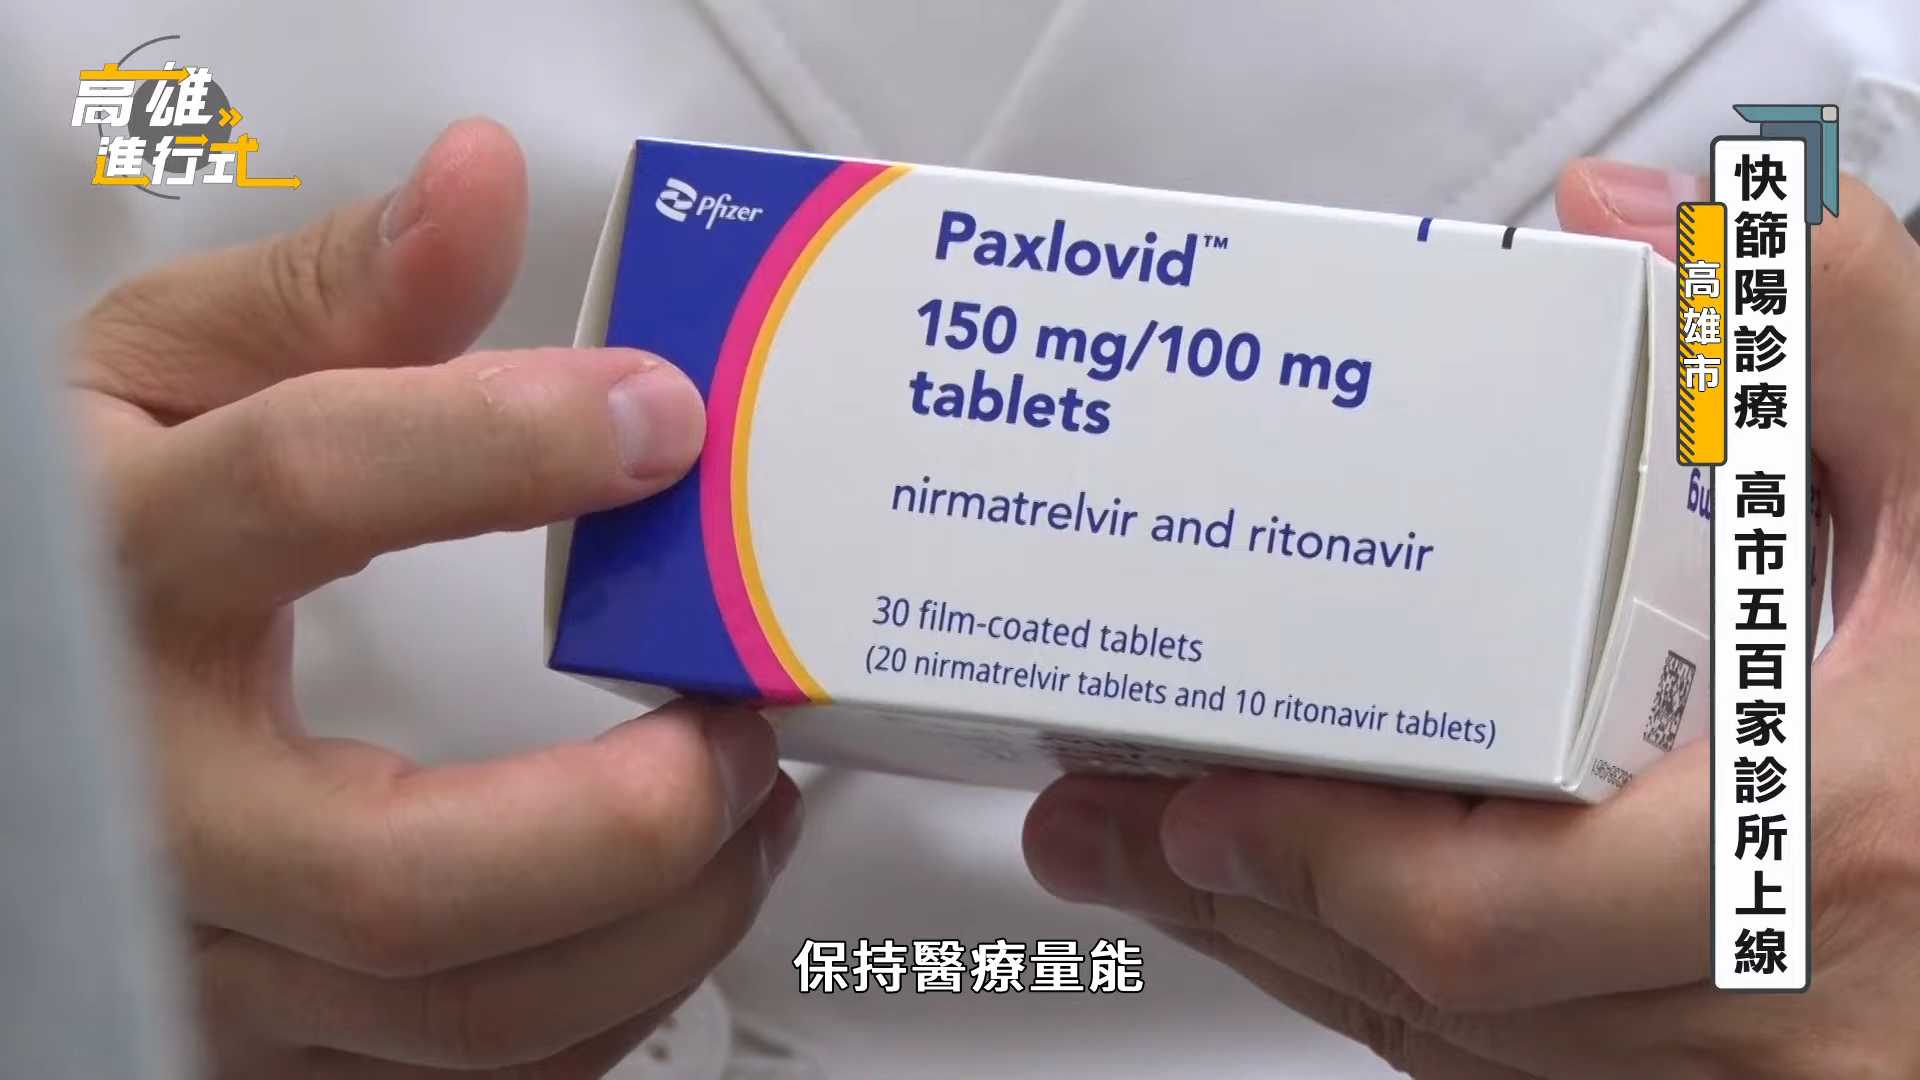 高雄
進行式
Pfizer
Paxlovid™
150 mg/100 mg
tablets
nirmatrelvir and ritonavir
30 film-coated tablets
(20 nirmatrelvir tablets and 10 ritonavir tablets)
高雄市
快篩陽診療 高市五百家診所上線
保持醫療量能